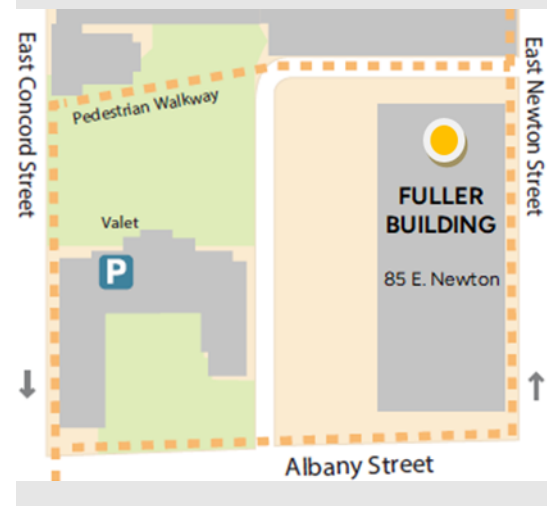 East Concord Street
East Newton Street
Pedestrian Walkway
Valet
P
FULLER
BUILDING
85 E. Newton
Albany Street